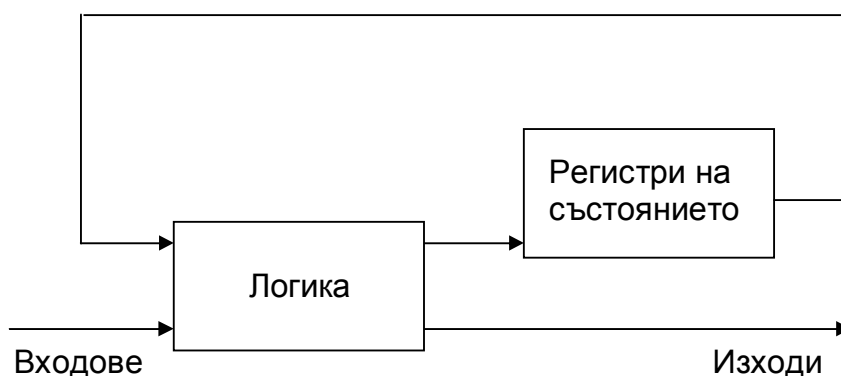 Регистри на
състоянието
Логика
Входове
Изходи